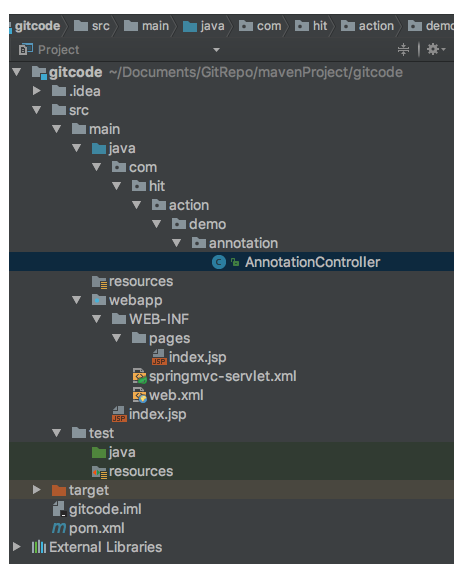 gitcode src main java com hit action demo
Project
gitcode ~/Documents/GitRepo/mavenProject/gitcode
.idea
src
main
java
com
hit
action
demo
annotation
C AnnotationController
resources
webapp
WEB-INF
pages
JSP index.jsp
springmvc-servlet.xml
web.xml
JSP index.jsp
test
java
resources
target
gitcode.iml
m pom.xml
External Libraries